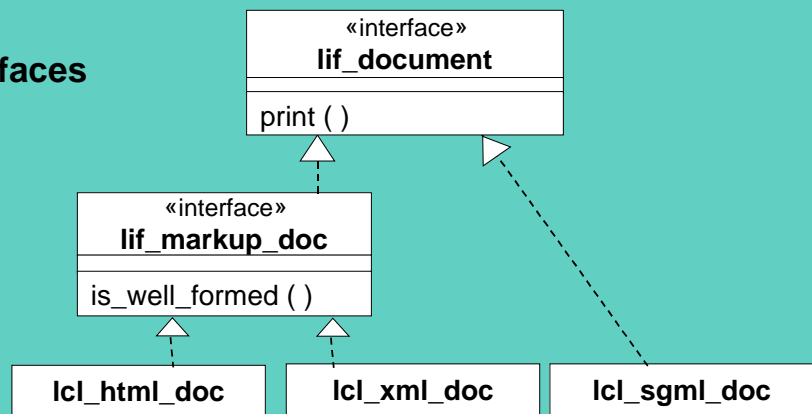 «interface»
lif_document
faces
print ( )
«interface»
lif_markup_doc
is_well_formed ( )
lcl_html_doc
lcl_xml_doc
lcl_sgml_doc